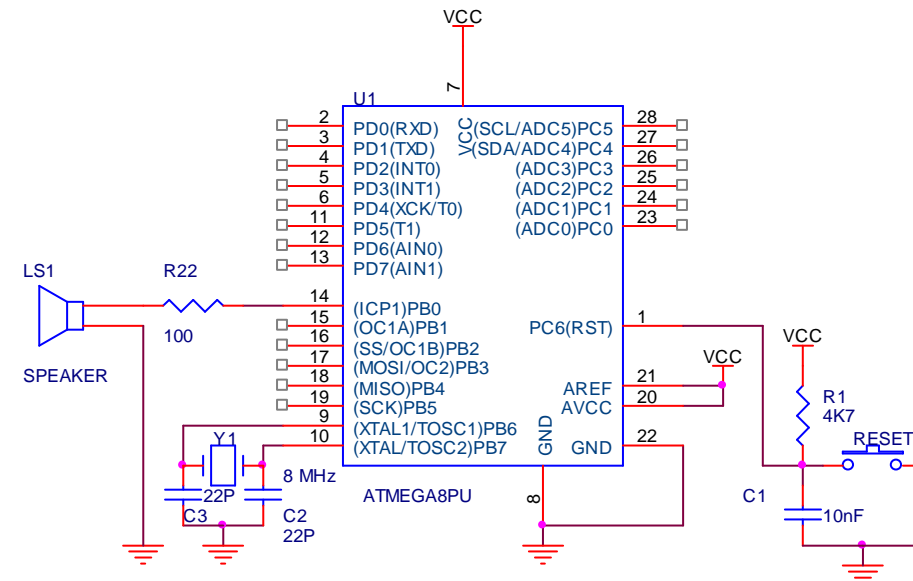 VCC
7
U1
VCC
2 PD0(RXD)
3 PD1(TXD)
4 PD2(INT0)
5 PD3(INT1)
6 PD4(XCK/T0)
11 PD5(T1)
12 PD6(AIN0)
13 PD7(AIN1)
14 (ICP1)PB0
15 (OC1A)PB1
16 (SS/OC1B)PB2
17 (MOSI/OC2)PB3
18 (MISO)PB4
19 (SCK)PB5
9 (XTAL1/TOSC1)PB6
10 (XTAL/TOSC2)PB7
(SCL/ADC5)PC5 28
(SDA/ADC4)PC4 27
(ADC3)PC3 26
(ADC2)PC2 25
(ADC1)PC1 24
(ADC0)PC0 23
PC6(RST) 1
AREF 21
AVCC 20
GND 22
GND
8
ATMEGA8PU
LS1
SPEAKER
R22
100
Y1
8 MHz
22P
C3
C2
22P
VCC
VCC
R1
4K7
RESET
C1
10nF